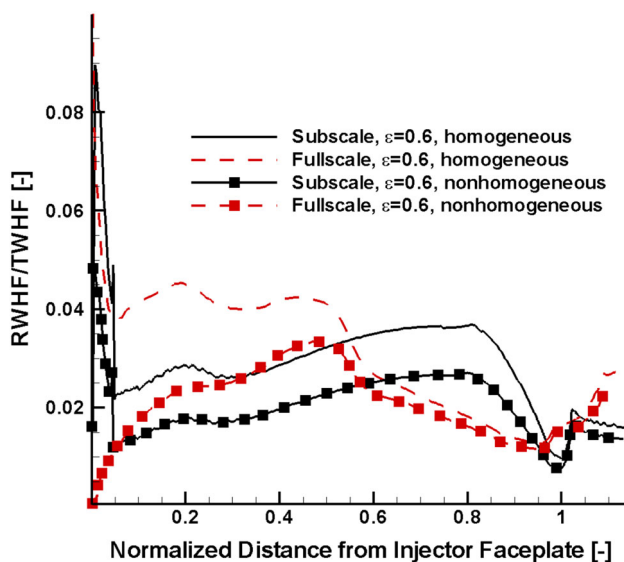 0.08
0.06
0.04
0.02
RWHF/TWHF [-]
Subscale, ε=0.6, homogeneous
Fullscale, ε=0.6, homogeneous
Subscale, ε=0.6, nonhomogeneous
Fullscale, ε=0.6, nonhomogeneous
0.2 0.4 0.6 0.8 1
Normalized Distance from Injector Faceplate [-]